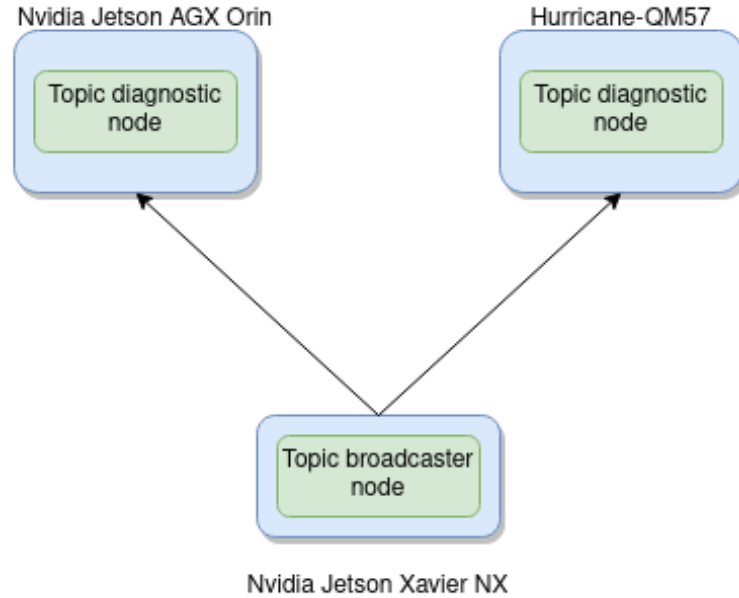 Nvidia Jetson AGX Orin
Hurricane-QM57
Topic diagnostic
node
Topic diagnostic
node
Topic broadcaster
node
Nvidia Jetson Xavier NX